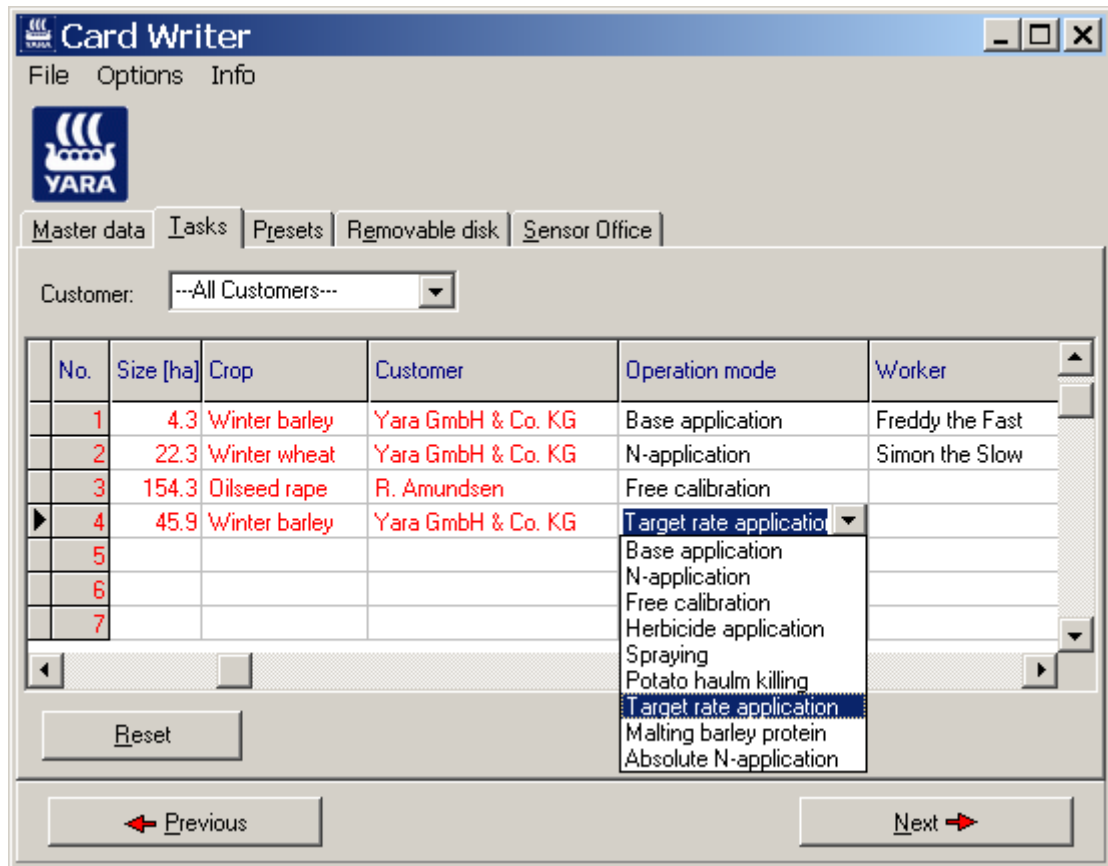 Card Writer
File Options Info
YARA
Master data Tasks Presets Removable disk Sensor Office
Customer: ---All Customers---
No. Size [ha] Crop Customer Operation mode Worker
1 4.3 Winter barley Yara GmbH & Co. KG Base application Freddy the Fast
2 22.3 Winter wheat Yara GmbH & Co. KG N-application Simon the Slow
3 154.3 Oilseed rape R. Amundsen Free calibration
4 45.9 Winter barley Yara GmbH & Co. KG Target rate applicatio
5
6
7
Base application
N-application
Free calibration
Herbicide application
Spraying
Potato haulm killing
Target rate application
Malting barley protein
Absolute N-application
Reset
Previous Next